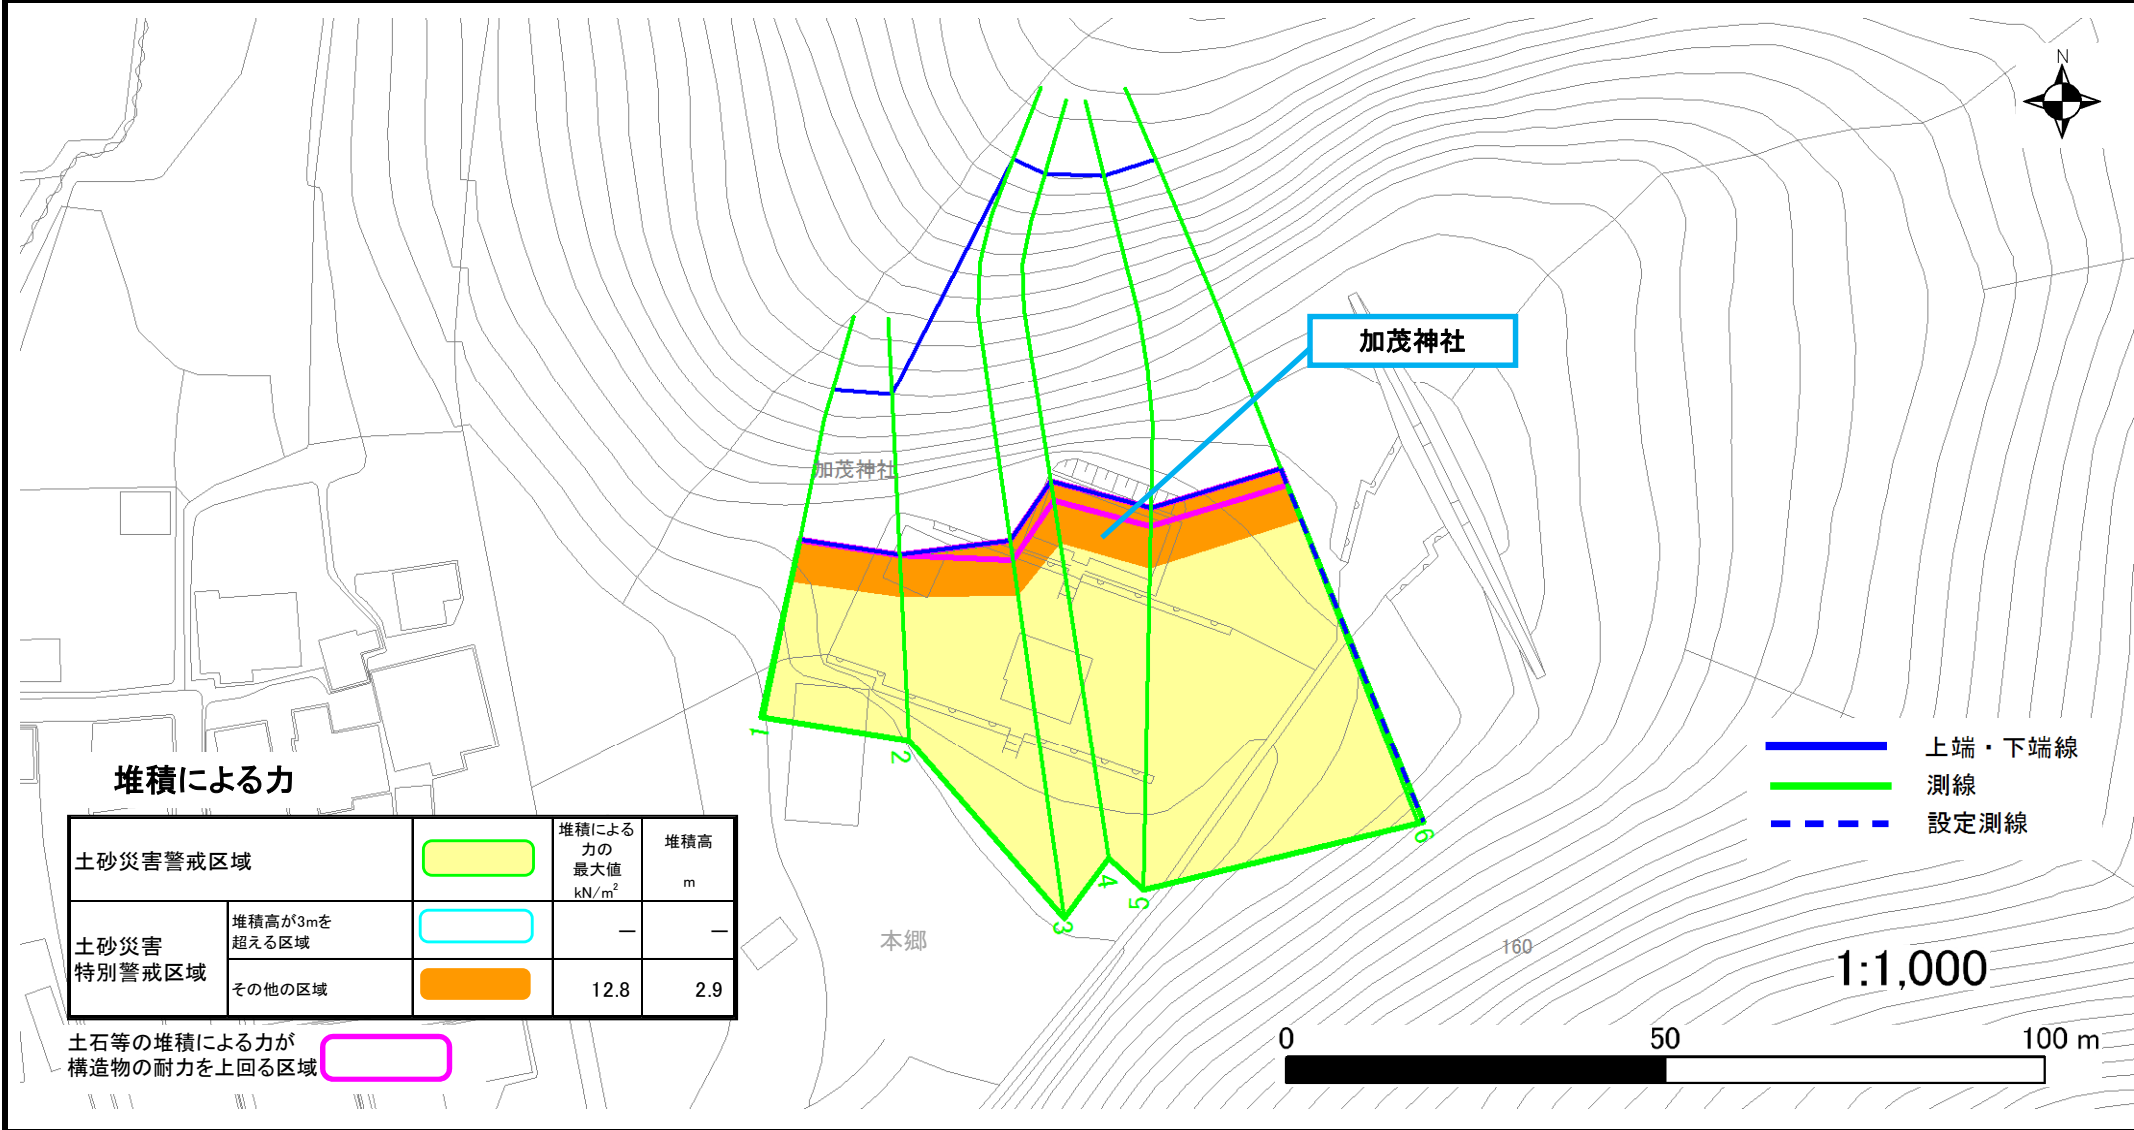 N
加茂神社
加茂神社
1
2
3
4
5
6
本郷
160
上端・下端線
測線
設定測線
1:1,000
0 50 100 m
堆積による力
堆積による
力の
最大値
kN/m²
堆積高
m
土砂災害警戒区域
土砂災害
特別警戒区域
堆積高が3mを
超える区域
― ―
その他の区域
12.8 2.9
土石等の堆積による力が
構造物の耐力を上回る区域